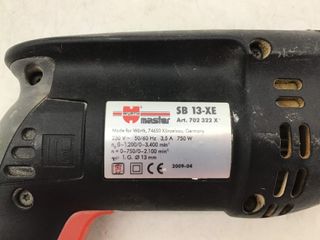 WÜRTH
master
SB 13-XE
Art. 702 322 X
Made for Würth, 74650 Künzelsau, Germany
230 V~ 50/60 Hz 3,5 A 750 W
n₀ 0-1.200/0-3.400 min⁻¹
n = 0-750/0-2.100 min⁻¹
1. G. Ø 13 mm
2009-04